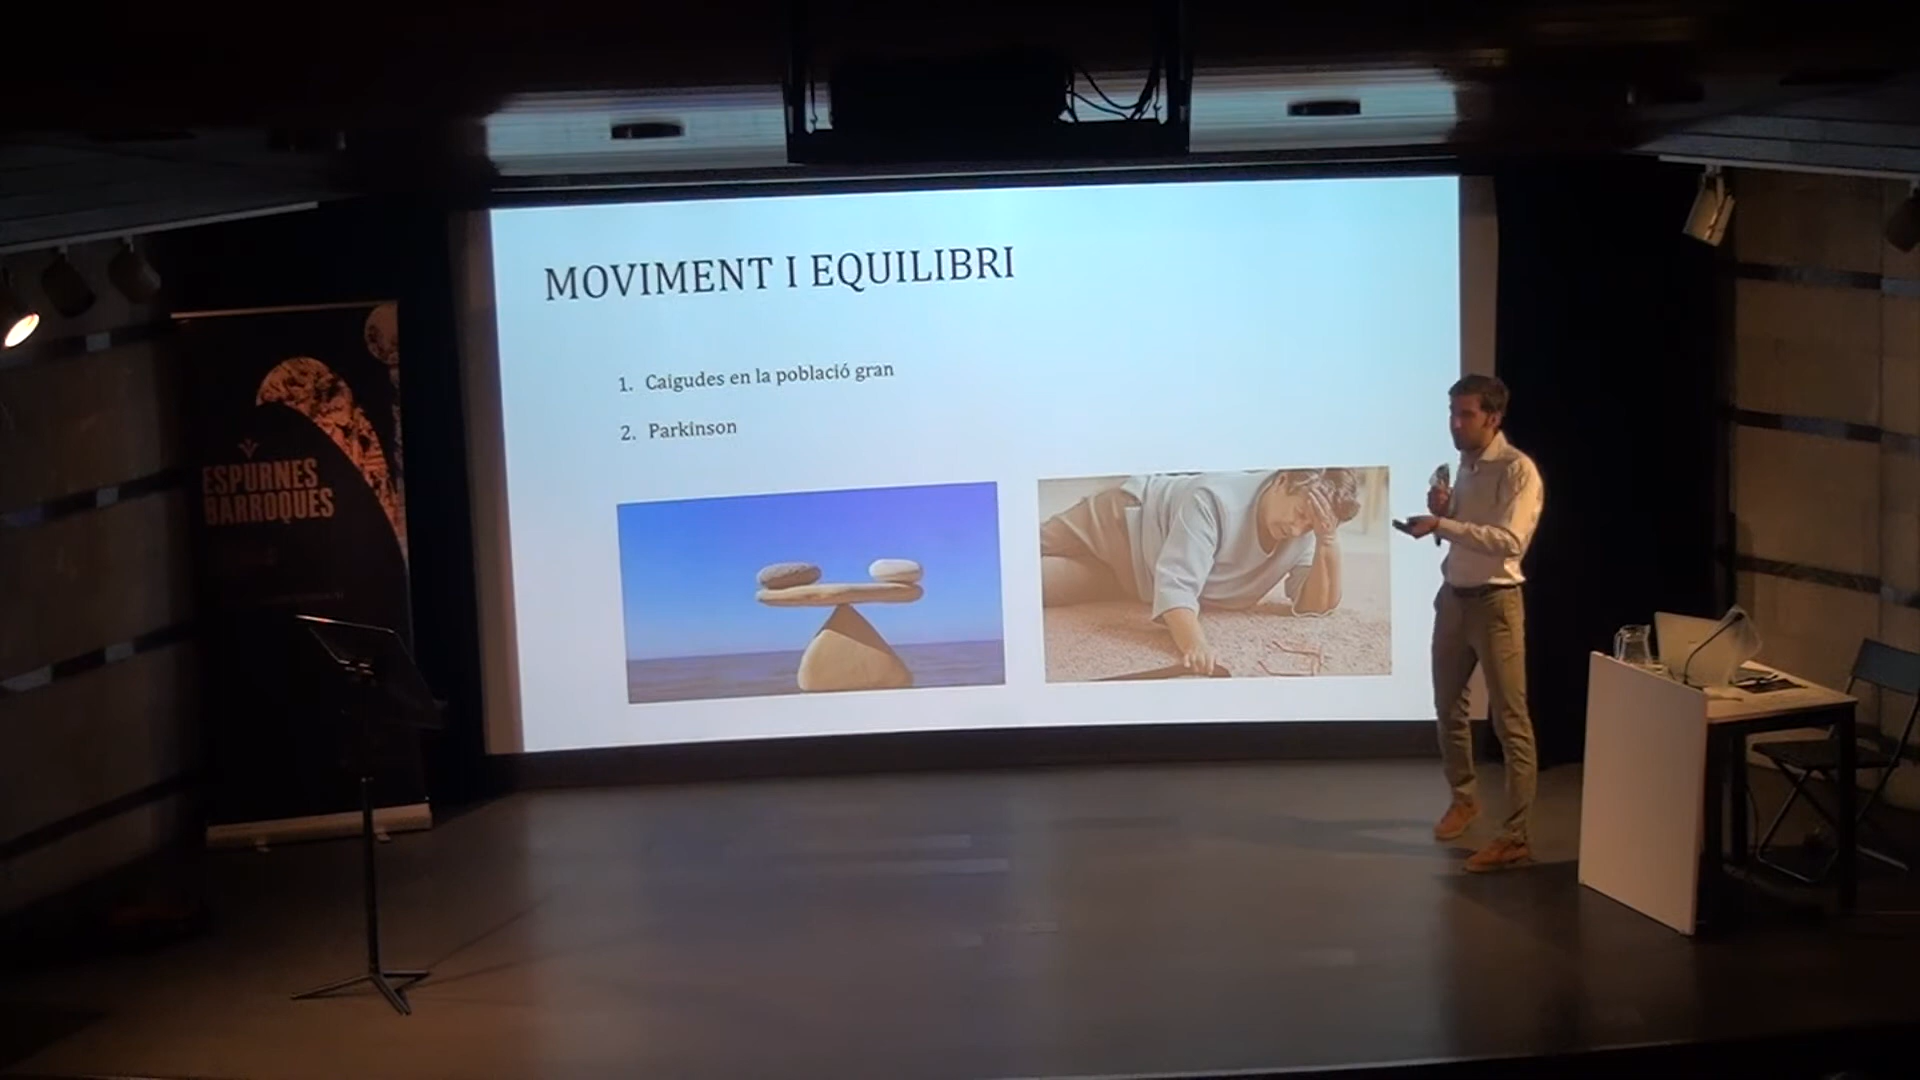 MOVIMENT I EQUILIBRI
1. Caigudes en la població gran
2. Parkinson
ESPURNES
BARROQUES